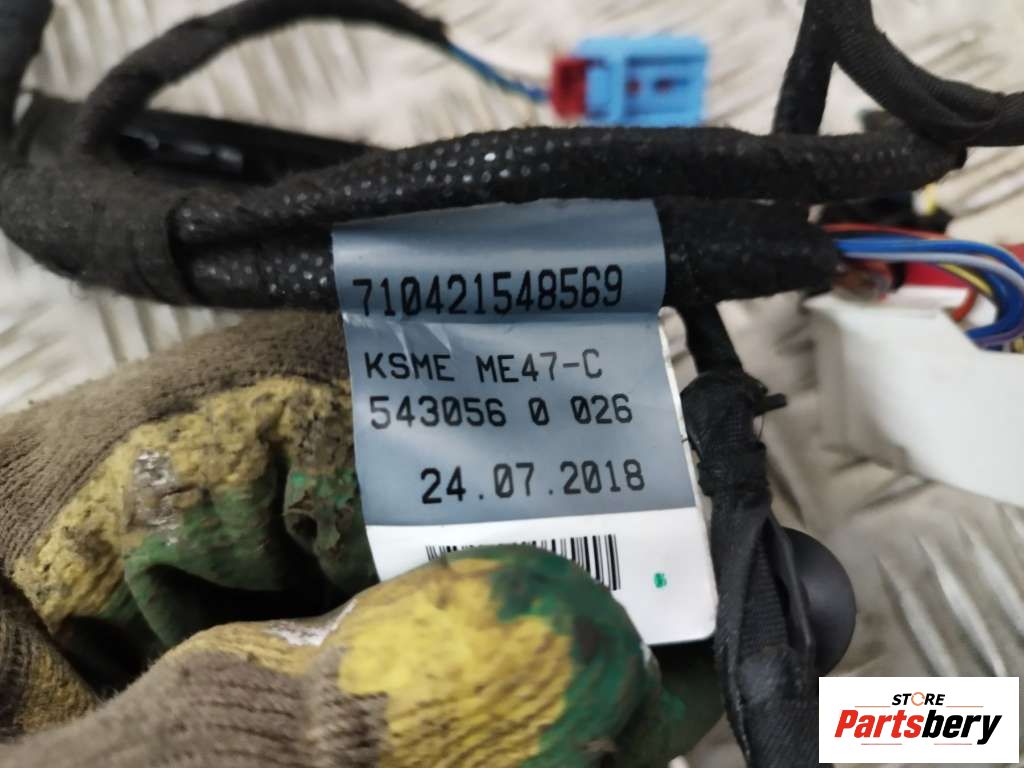 710421548569
KSME ME47-C
543056 0 026
24.07.2018
STORE
Partsbery